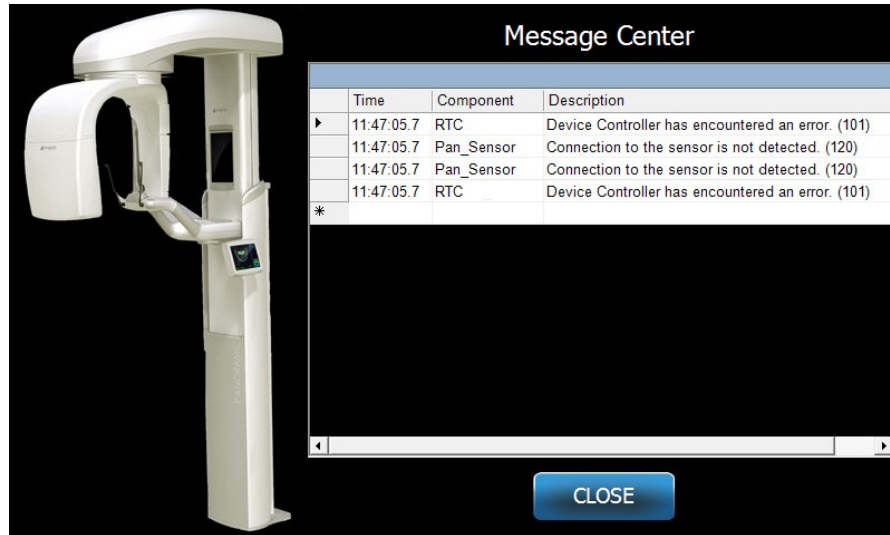 Message Center
Time Component Description
11:47:05.7 RTC Device Controller has encountered an error. (101)
11:47:05.7 Pan_Sensor Connection to the sensor is not detected. (120)
11:47:05.7 Pan_Sensor Connection to the sensor is not detected. (120)
11:47:05.7 RTC Device Controller has encountered an error. (101)
CLOSE